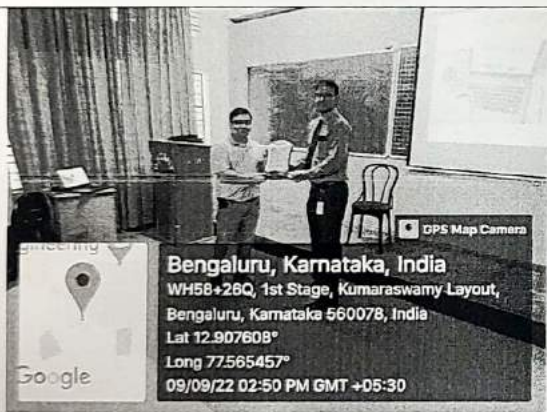 GPS Map Camera
gineering
Google
Bengaluru, Karnataka, India
WH58+26Q, 1st Stage, Kumaraswamy Layout,
Bengaluru, Karnataka 560078, India
Lat 12.907608°
Long 77.565457°
09/09/22 02:50 PM GMT +05:30